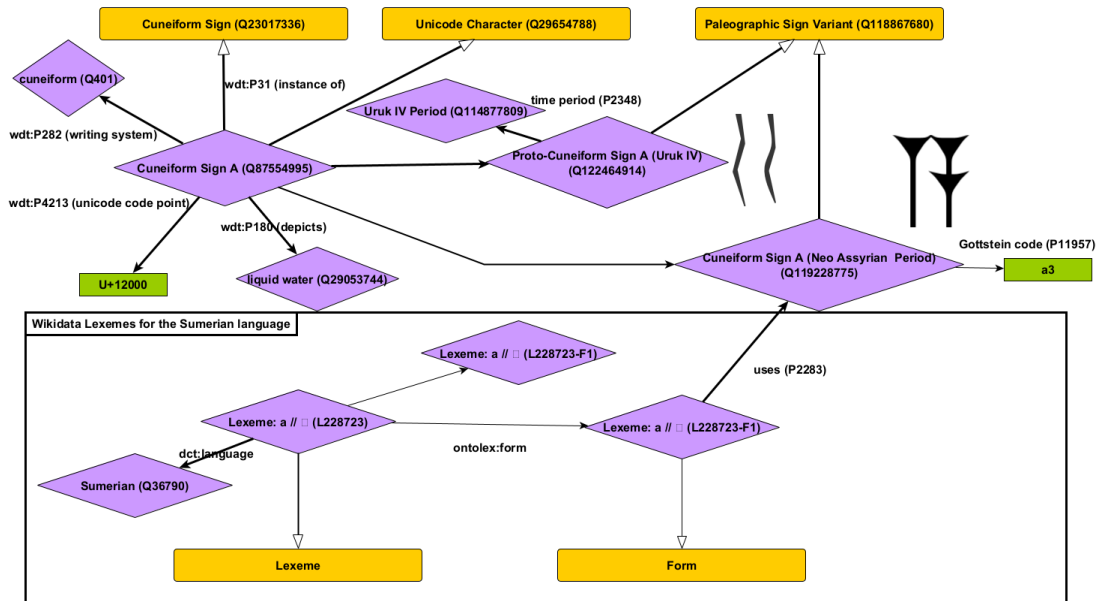 Cuneiform Sign (Q23017336)
Unicode Character (Q29654788)
Paleographic Sign Variant (Q118867680)
cuneiform (Q401)
wdt:P31 (instance of)
Uruk IV Period (Q114877809)
time period (P2348)
wdt:P282 (writing system)
Cuneiform Sign A (Q87554995)
Proto-Cuneiform Sign A (Uruk IV)
(Q122464914)
wdt:P4213 (unicode code point)
wdt:P180 (depicts)
Gottstein code (P11957)
Cuneiform Sign A (Neo Assyrian Period)
(Q119228775)
a3
liquid water (Q29053744)
U+12000
Wikidata Lexemes for the Sumerian language
Lexeme: a // (L228723-F1)
uses (P2283)
Lexeme: a // (L228723)
Lexeme: a // (L228723-F1)
ontolex:form
dct:language
Sumerian (Q36790)
Lexeme
Form